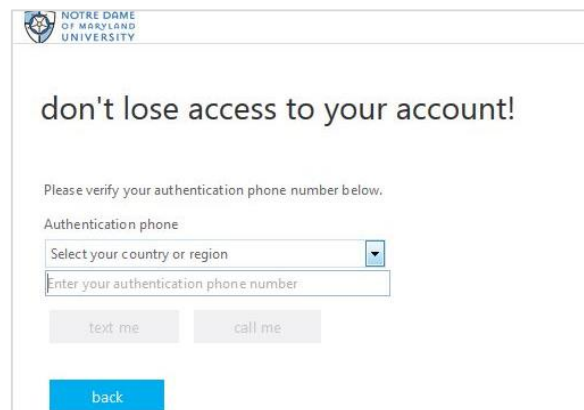 NOTRE DAME
OF MARYLAND
UNIVERSITY
don't lose access to your account!
Please verify your authentication phone number below.
Authentication phone
Select your country or region
Enter your authentication phone number
text me call me
back